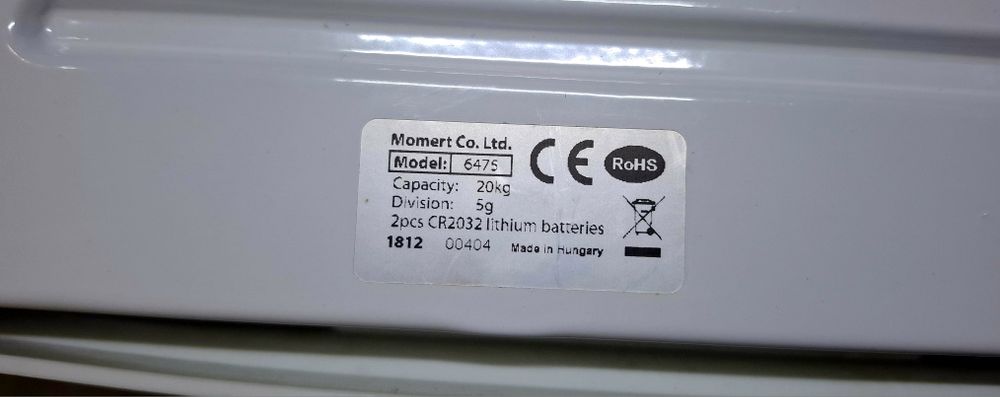 Momert Co. Ltd.
CE
RoHS
Model: 6475
Capacity: 20kg
Division: 5g
2pcs CR2032 lithium batteries
1812 00404 Made in Hungary